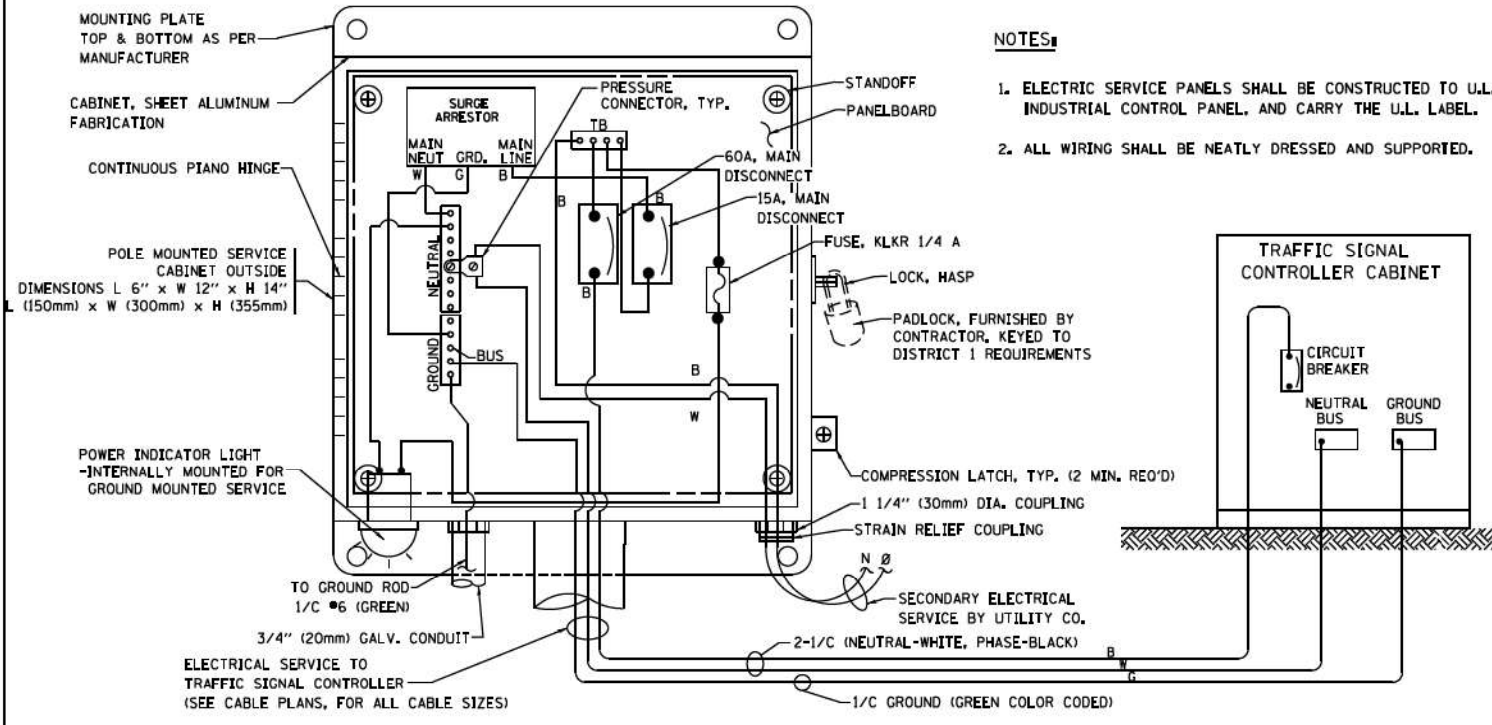 MOUNTING PLATE
TOP & BOTTOM AS PER
MANUFACTURER
CABINET, SHEET ALUMINUM
FABRICATION
CONTINUOUS PIANO HINGE
POLE MOUNTED SERVICE
CABINET OUTSIDE
DIMENSIONS L 6" x W 12" x H 14"
L (150mm) x W (300mm) x H (355mm)
POWER INDICATOR LIGHT
-INTERNALLY MOUNTED FOR
GROUND MOUNTED SERVICE
SURGE
ARRESTOR
MAIN
NEUT
GRD.
MAIN
LINE
W
G
B
PRESSURE
CONNECTOR, TYP.
TB
60A, MAIN
DISCONNECT
15A, MAIN
DISCONNECT
B
B
B
NEUTRAL
GROUND
BUS
B
W
STANDOFF
PANELBOARD
FUSE, KLKR 1/4 A
LOCK, HASP
PADLOCK, FURNISHED BY
CONTRACTOR, KEYED TO
DISTRICT 1 REQUIREMENTS
COMPRESSION LATCH, TYP. (2 MIN. REQ'D)
1 1/4" (30mm) DIA. COUPLING
STRAIN RELIEF COUPLING
N Ø
SECONDARY ELECTRICAL
SERVICE BY UTILITY CO.
TO GROUND ROD
1/C #6 (GREEN)
3/4" (20mm) GALV. CONDUIT
ELECTRICAL SERVICE TO
TRAFFIC SIGNAL CONTROLLER
(SEE CABLE PLANS, FOR ALL CABLE SIZES)
2-1/C (NEUTRAL-WHITE, PHASE-BLACK)
B
W
G
1/C GROUND (GREEN COLOR CODED)
NOTES:
1. ELECTRIC SERVICE PANELS SHALL BE CONSTRUCTED TO U.L.
INDUSTRIAL CONTROL PANEL, AND CARRY THE U.L. LABEL.
2. ALL WIRING SHALL BE NEATLY DRESSED AND SUPPORTED.
TRAFFIC SIGNAL
CONTROLLER CABINET
CIRCUIT
BREAKER
NEUTRAL
BUS
GROUND
BUS